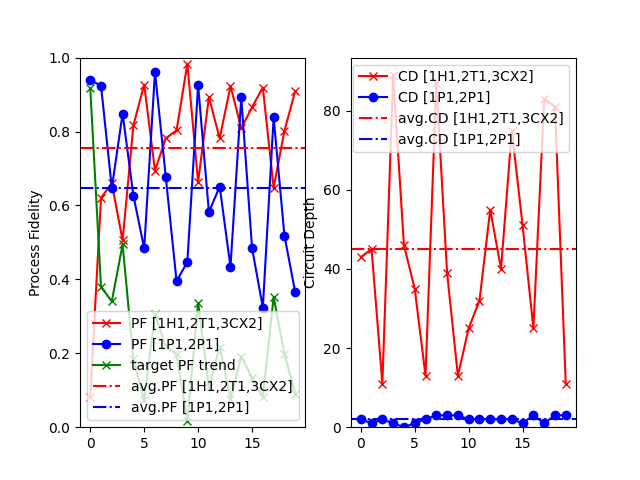 1.0
0.8
0.6
0.4
0.2
0.0
Process Fidelity
PF [1H1,2T1,3CX2]
PF [1P1,2P1]
target PF trend
avg.PF [1H1,2T1,3CX2]
avg.PF [1P1,2P1]
0 5 10 15
80
60
40
20
0
Circuit Depth
CD [1H1,2T1,3CX2]
CD [1P1,2P1]
avg.CD [1H1,2T1,3CX2]
avg.CD [1P1,2P1]
0 5 10 15